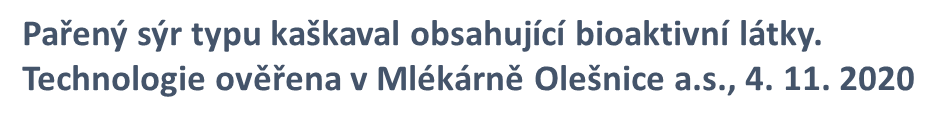 Pařený sýr typu kaškaval obsahující bioaktivní látky.
Technologie ověřena v Mlékárně Olešnice a.s., 4. 11. 2020